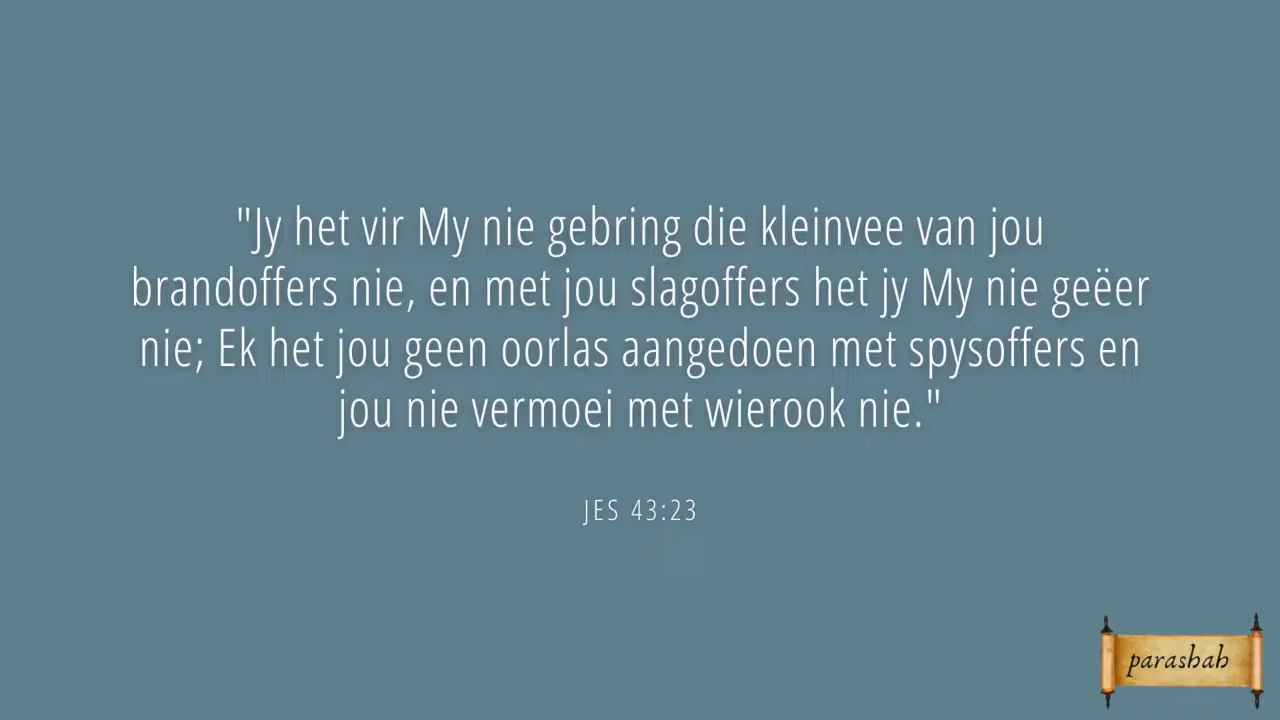 "Jy het vir My nie gebring die kleinvee van jou
brandoffers nie, en met jou slagoffers het jy My nie geëer
nie; Ek het jou geen oorlas aangedoen met spysoffers en
jou nie vermoei met wierook nie."
JES 43:23
parashah